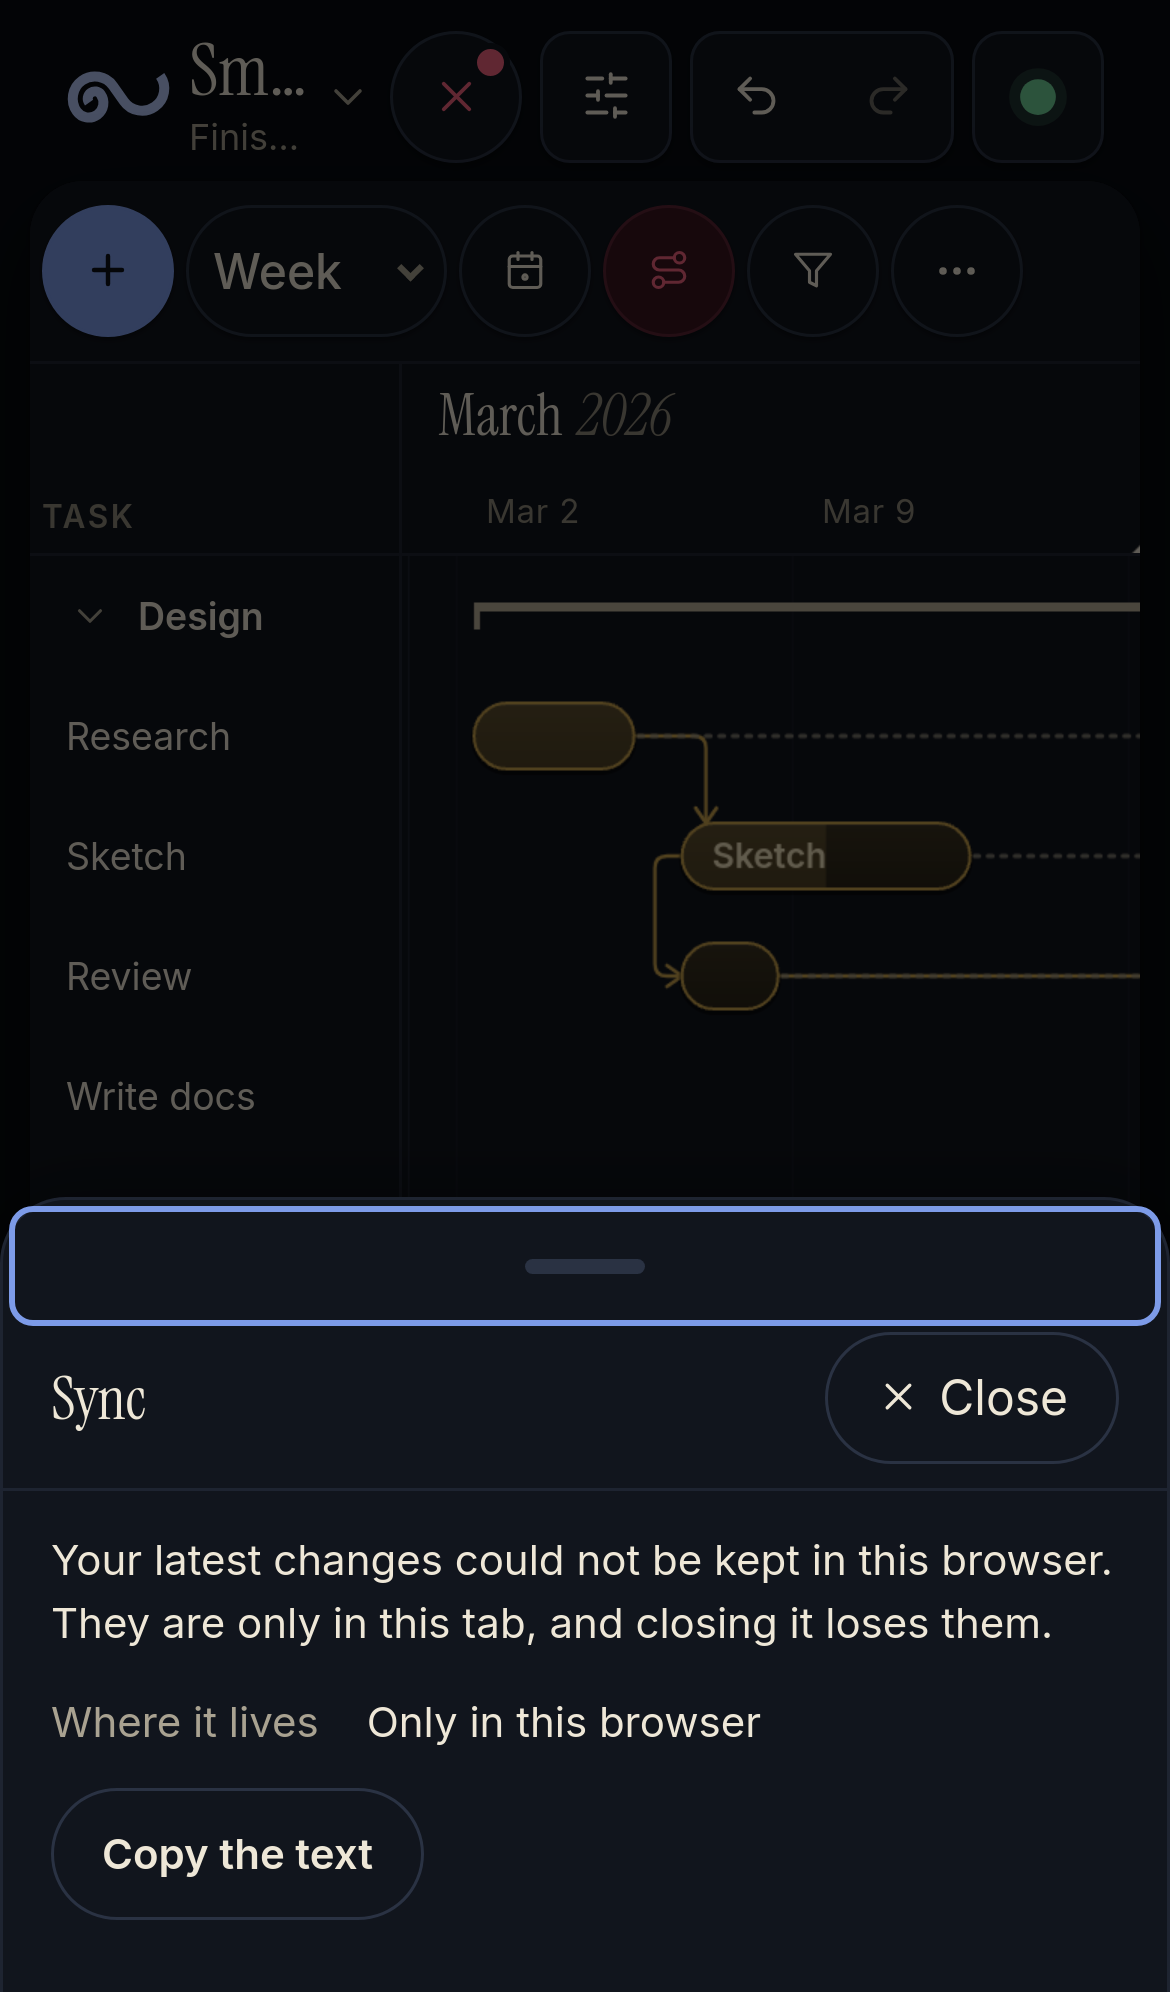 Sm...
Finis...
Week
March 2026
TASK
Mar 2
Mar 9
Design
Research
Sketch
Sketch
Review
Write docs
Sync
Close
Your latest changes could not be kept in this browser.
They are only in this tab, and closing it loses them.
Where it lives
Only in this browser
Copy the text